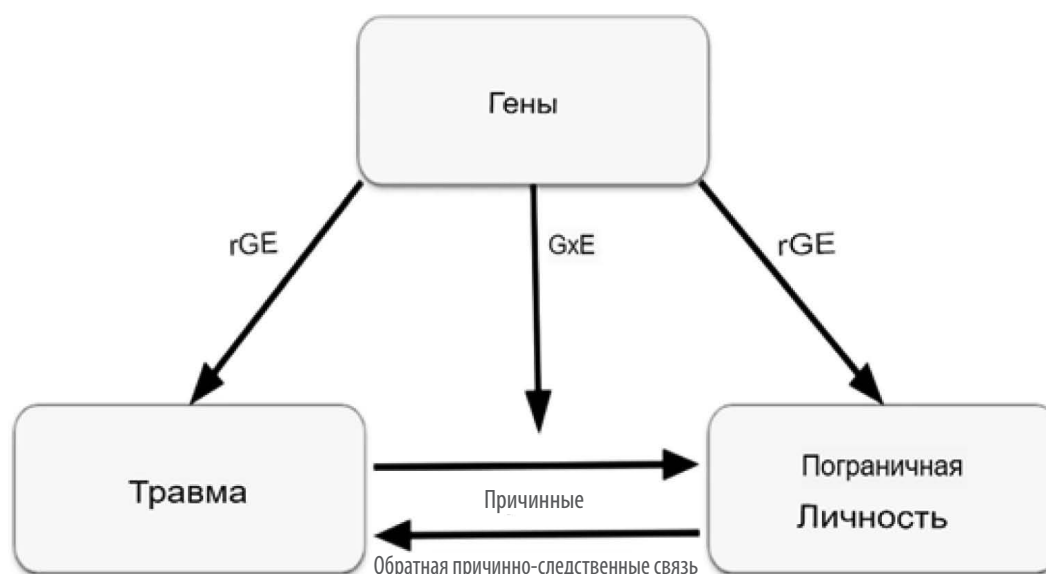 Гены
rGE
GxE
rGE
Травма
Причинные
Обратная причинно-следственные связь
Пограничная
Личность